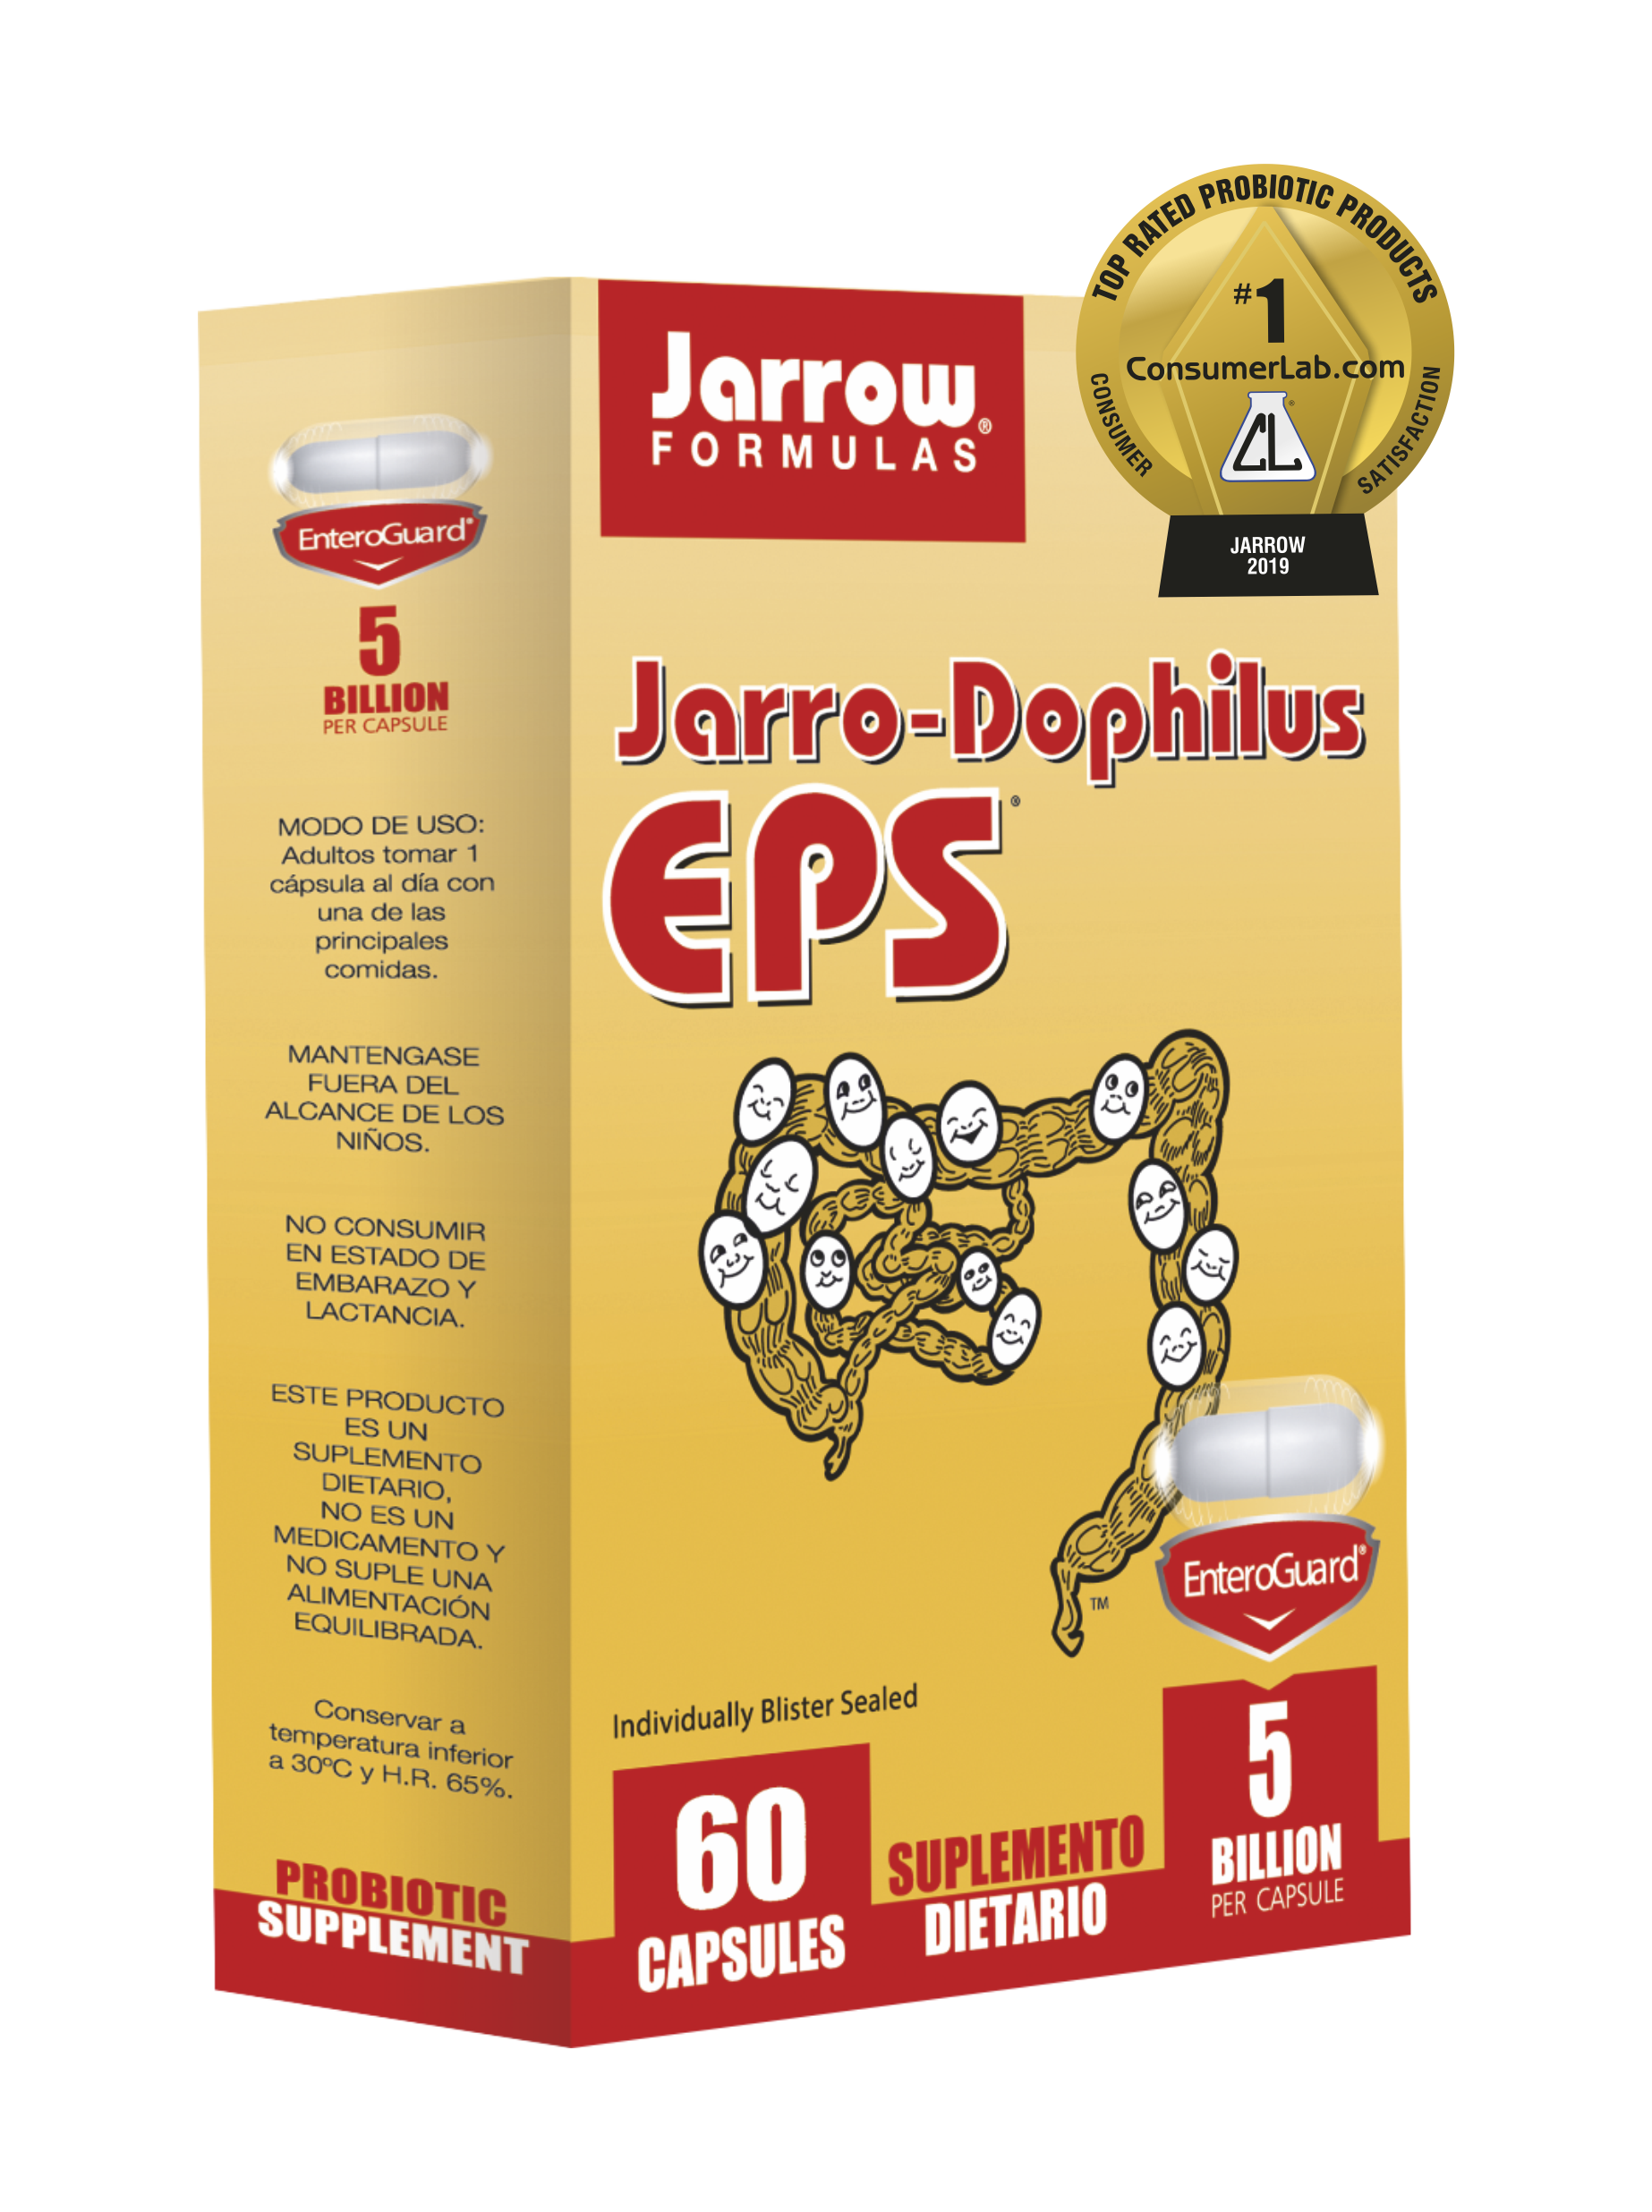 TOP RATED PROBIOTIC PRODUCTS
#1
ConsumerLab.com
®
CL
CONSUMER
SATISFACTION
JARROW
2019
EnteroGuard®
5
BILLION
PER CAPSULE
MODO DE USO:
Adultos tomar 1
cápsula al día con
una de las
principales
comidas.
MANTENGASE
FUERA DEL
ALCANCE DE LOS
NIÑOS.
NO CONSUMIR
EN ESTADO DE
EMBARAZO Y
LACTANCIA.
ESTE PRODUCTO
ES UN
SUPLEMENTO
DIETARIO,
NO ES UN
MEDICAMENTO Y
NO SUPLE UNA
ALIMENTACIÓN
EQUILIBRADA.
Conservar a
temperatura inferior
a 30ºC y H.R. 65%.
PROBIOTIC
SUPPLEMENT
Jarrow®
FORMULAS
Jarro-Dophilus
EPS®
TM
EnteroGuard®
Individually Blister Sealed
60
CAPSULES
SUPLEMENTO
DIETARIO
5
BILLION
PER CAPSULE